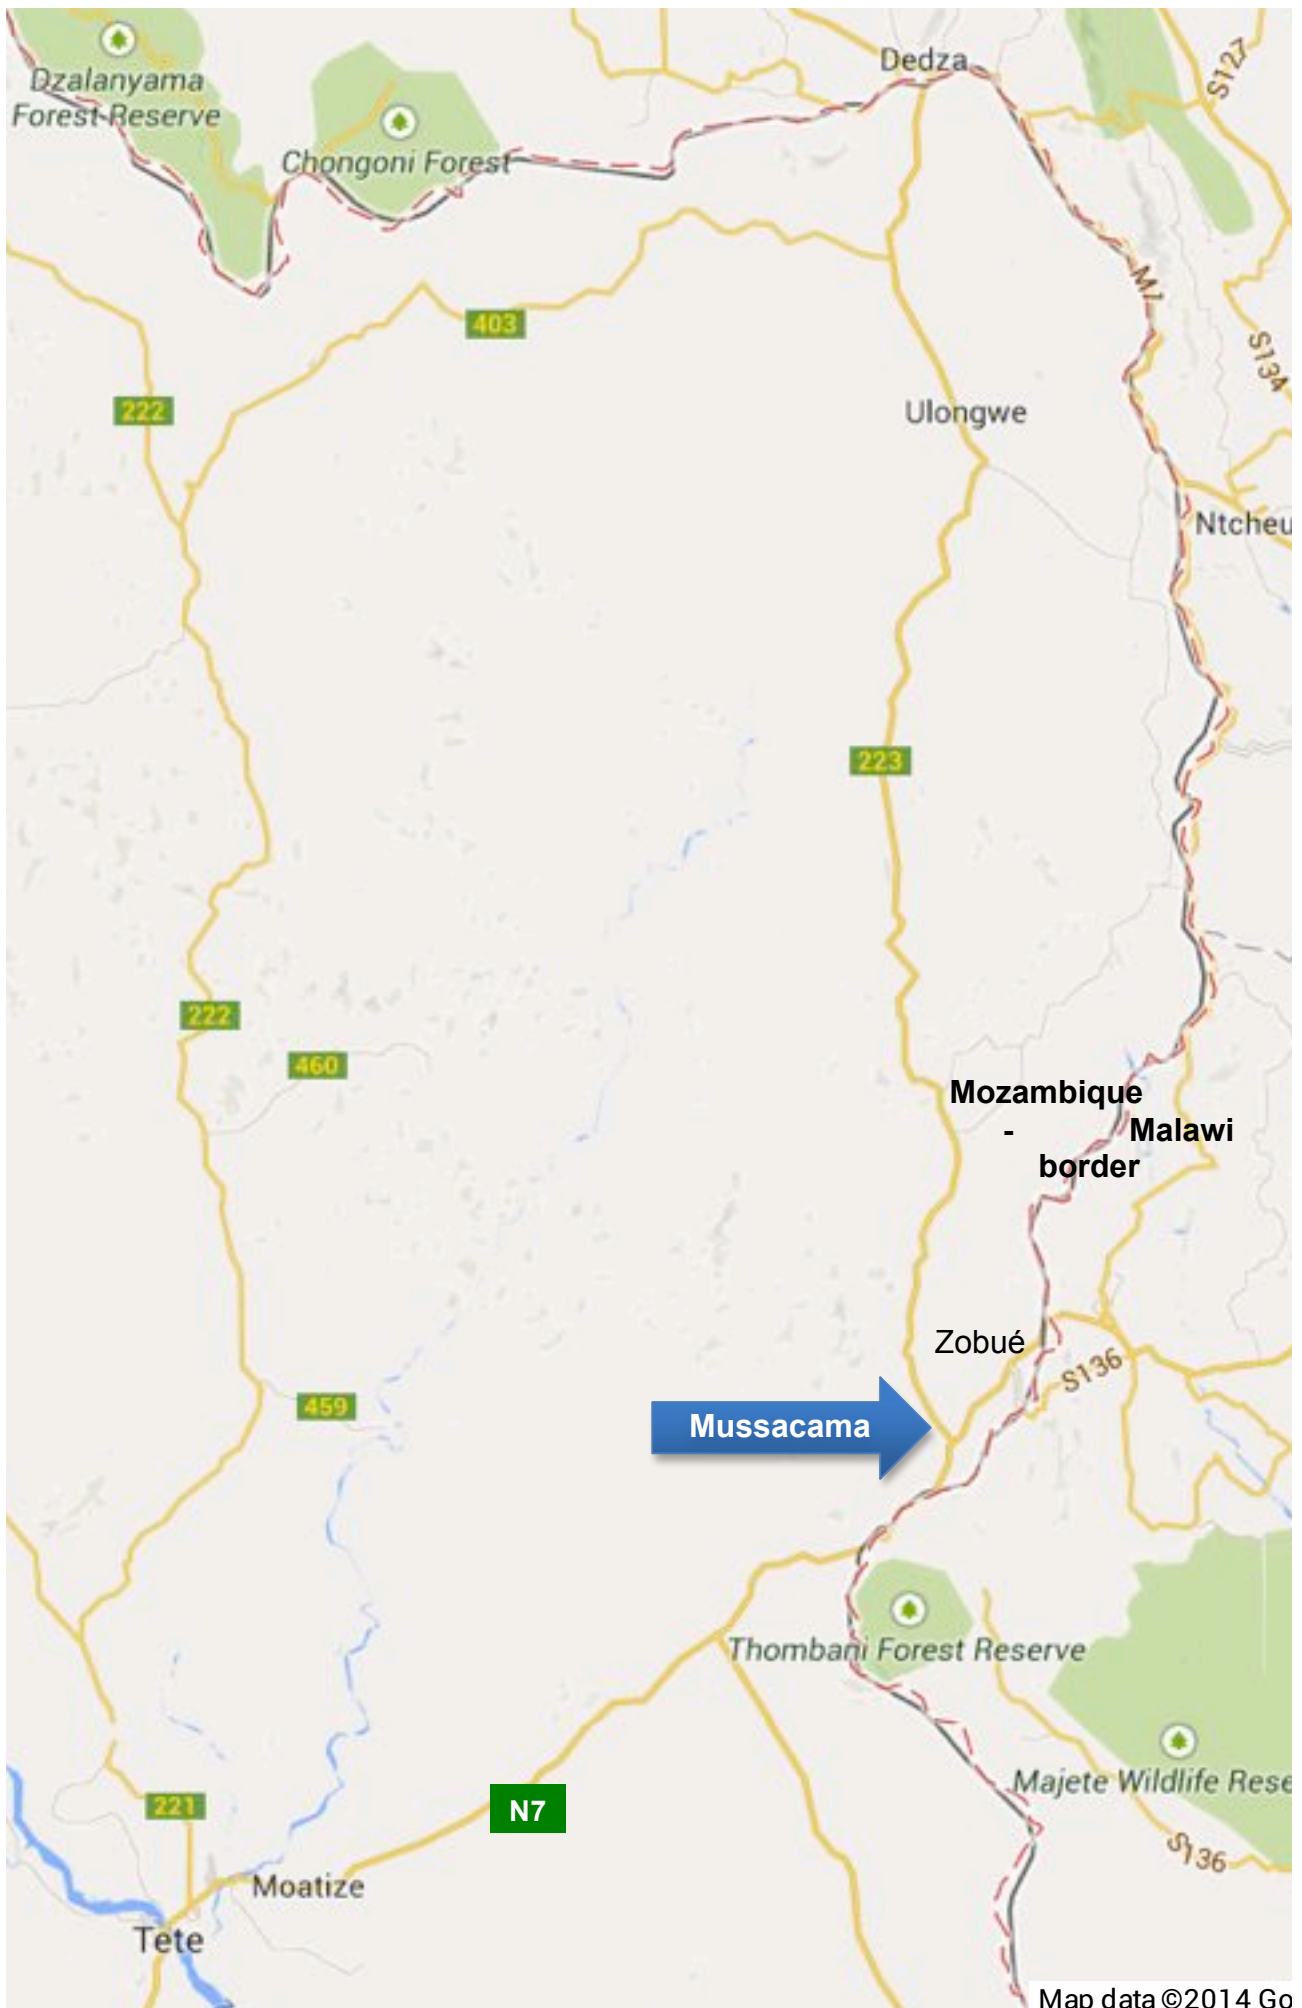 Dedza
S127
Dzalanyama
Forest Reserve
Chongoni Forest
M1
403
S134
222
Ulongwe
Ntcheu
223
222
460
Mozambique
- Malawi
border
Zobué
S136
459
Mussacama
Thombani Forest Reserve
Majete Wildlife Rese
N7
221
S136
Moatize
Tete
Map data ©2014 Go